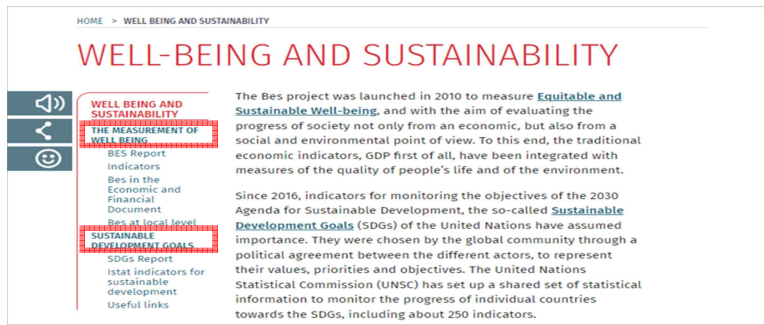 HOME > WELL BEING AND SUSTAINABILITY
WELL-BEING AND SUSTAINABILITY
WELL BEING AND
SUSTAINABILITY
THE MEASUREMENT OF
WELL BEING
BES Report
Indicators
Bes in the
Economic and
Financial
Document
Bes at local level
SUSTAINABLE
DEVELOPMENT GOALS
SDGs Report
Istat indicators for
sustainable
development
Useful links
The Bes project was launched in 2010 to measure Equitable and
Sustainable Well-being, and with the aim of evaluating the
progress of society not only from an economic, but also from a
social and environmental point of view. To this end, the traditional
economic indicators, GDP first of all, have been integrated with
measures of the quality of people's life and of the environment.
Since 2016, indicators for monitoring the objectives of the 2030
Agenda for Sustainable Development, the so-called Sustainable
Development Goals (SDGs) of the United Nations have assumed
importance. They were chosen by the global community through a
political agreement between the different actors, to represent
their values, priorities and objectives. The United Nations
Statistical Commission (UNSC) has set up a shared set of statistical
information to monitor the progress of individual countries
towards the SDGs, including about 250 indicators.